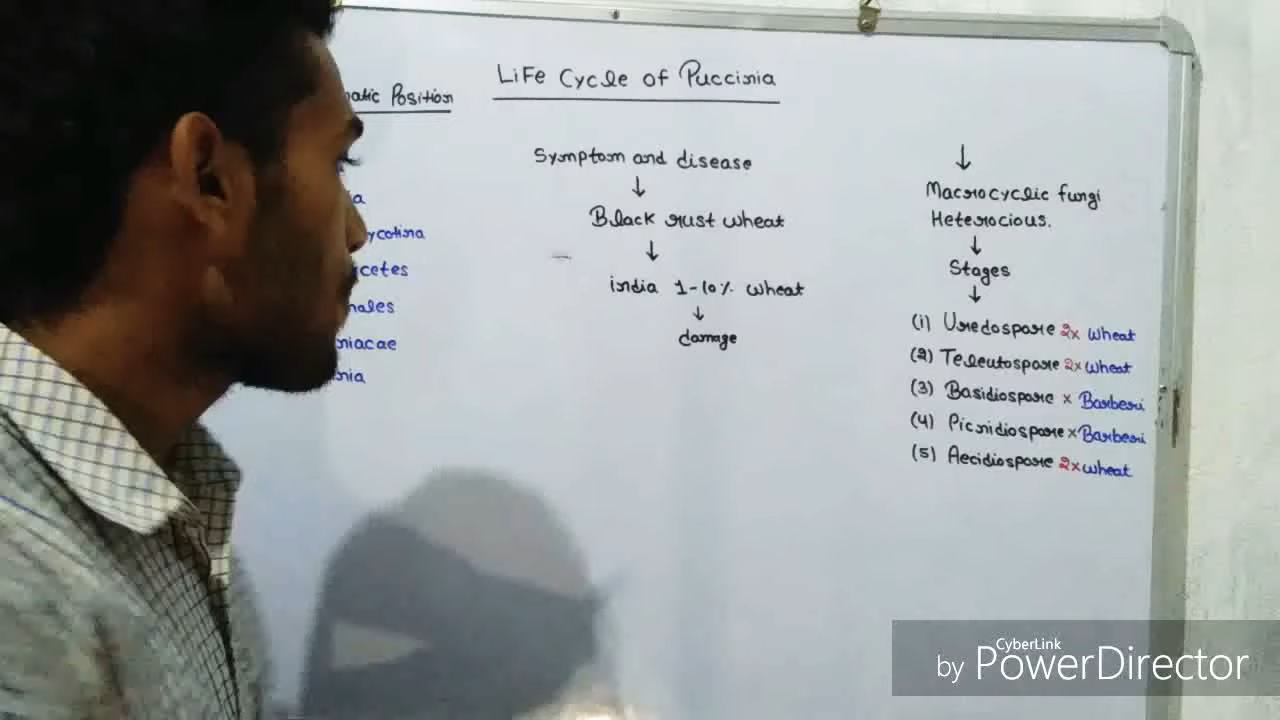 Life Cycle of Puccinia
atic Position
ia
ycotina
cetes
nales
niacae
nia
Symptom and disease
↓
Black rust wheat
↓
india 1-10% wheat
↓
damage
↓
Macrocyclic fungi
Heterocious.
↓
Stages
↓
(1) Uredospore 2x wheat
(2) Teleutospore 2x wheat
(3) Basidiospore x Barberi
(4) Picnidiospore x Barberi
(5) Aecidiospore 2x wheat
CyberLink
by PowerDirector